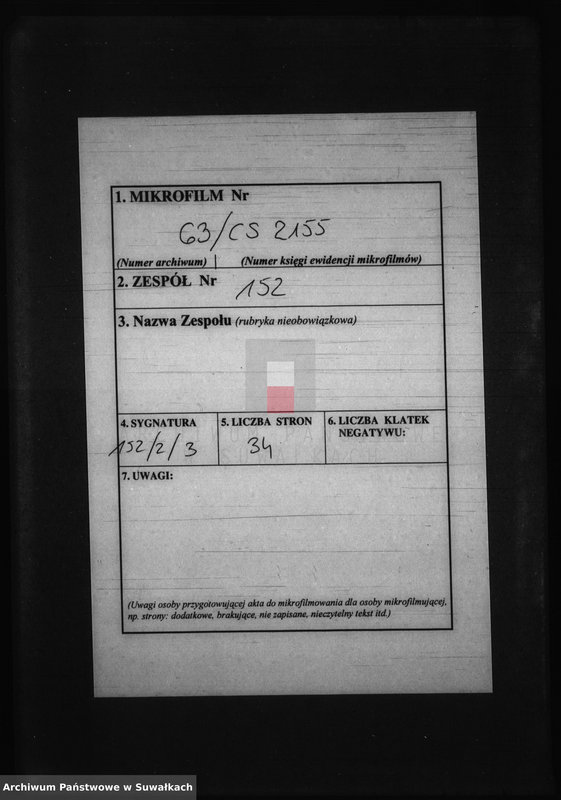 1. MIKROFILM Nr
63/CS 2155
(Numer archiwum) (Numer księgi ewidencji mikrofilmów)
2. ZESPÓŁ Nr 152
3. Nazwa Zespołu (rubryka nieobowiązkowa)
4. SYGNATURA
152/2/3
5. LICZBA STRON
34
6. LICZBA KLATEK
NEGATYWU:
7. UWAGI:
(Uwagi osoby przygotowującej akta do mikrofilmowania dla osoby mikrofilmującej,
np. strony: dodatkowe, brakujące, nie zapisane, nieczytelny tekst itd.)
Archiwum Państwowe w Suwałkach